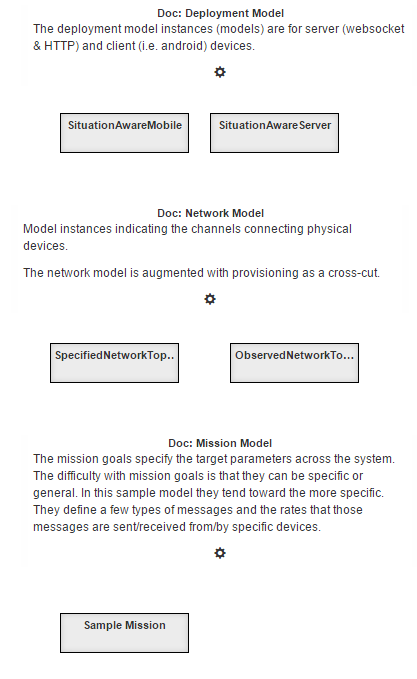 Doc: Deployment Model
The deployment model instances (models) are for server (websocket
& HTTP) and client (i.e. android) devices.
SituationAwareMobile
SituationAwareServer
Doc: Network Model
Model instances indicating the channels connecting physical
devices.
The network model is augmented with provisioning as a cross-cut.
SpecifiedNetworkTop..
ObservedNetworkTo...
Doc: Mission Model
The mission goals specify the target parameters across the system.
The difficulty with mission goals is that they can be specific or
general. In this sample model they tend toward the more specific.
They define a few types of messages and the rates that those
messages are sent/received from/by specific devices.
Sample Mission